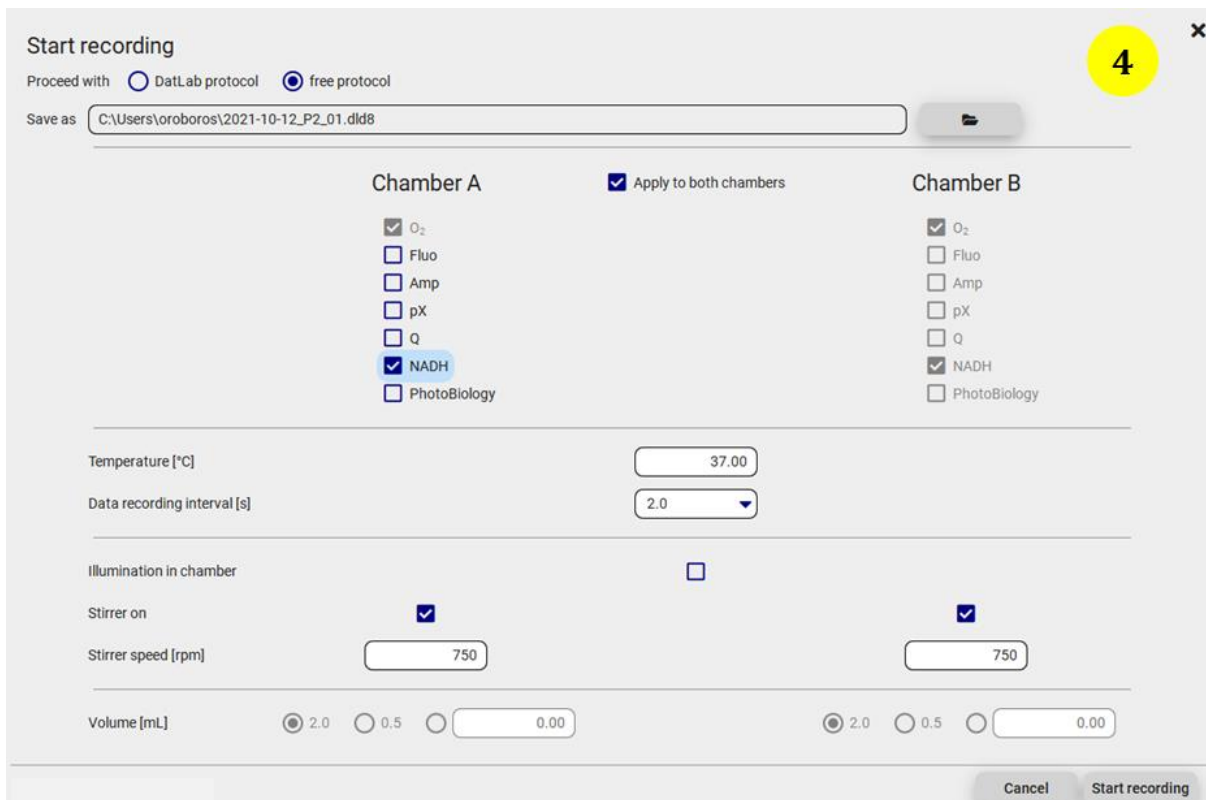 Start recording
4
Proceed with DatLab protocol free protocol
Save as C:\Users\oroboros\2021-10-12_P2_01.dld8
Chamber A Apply to both chambers Chamber B
O₂ O₂
Fluo Fluo
Amp Amp
pX pX
Q Q
NADH NADH
PhotoBiology PhotoBiology
Temperature [°C] 37.00
Data recording interval [s] 2.0
Illumination in chamber
Stirrer on
Stirrer speed [rpm] 750 750
Volume [mL] 2.0 0.5 0.00 2.0 0.5 0.00
Cancel Start recording